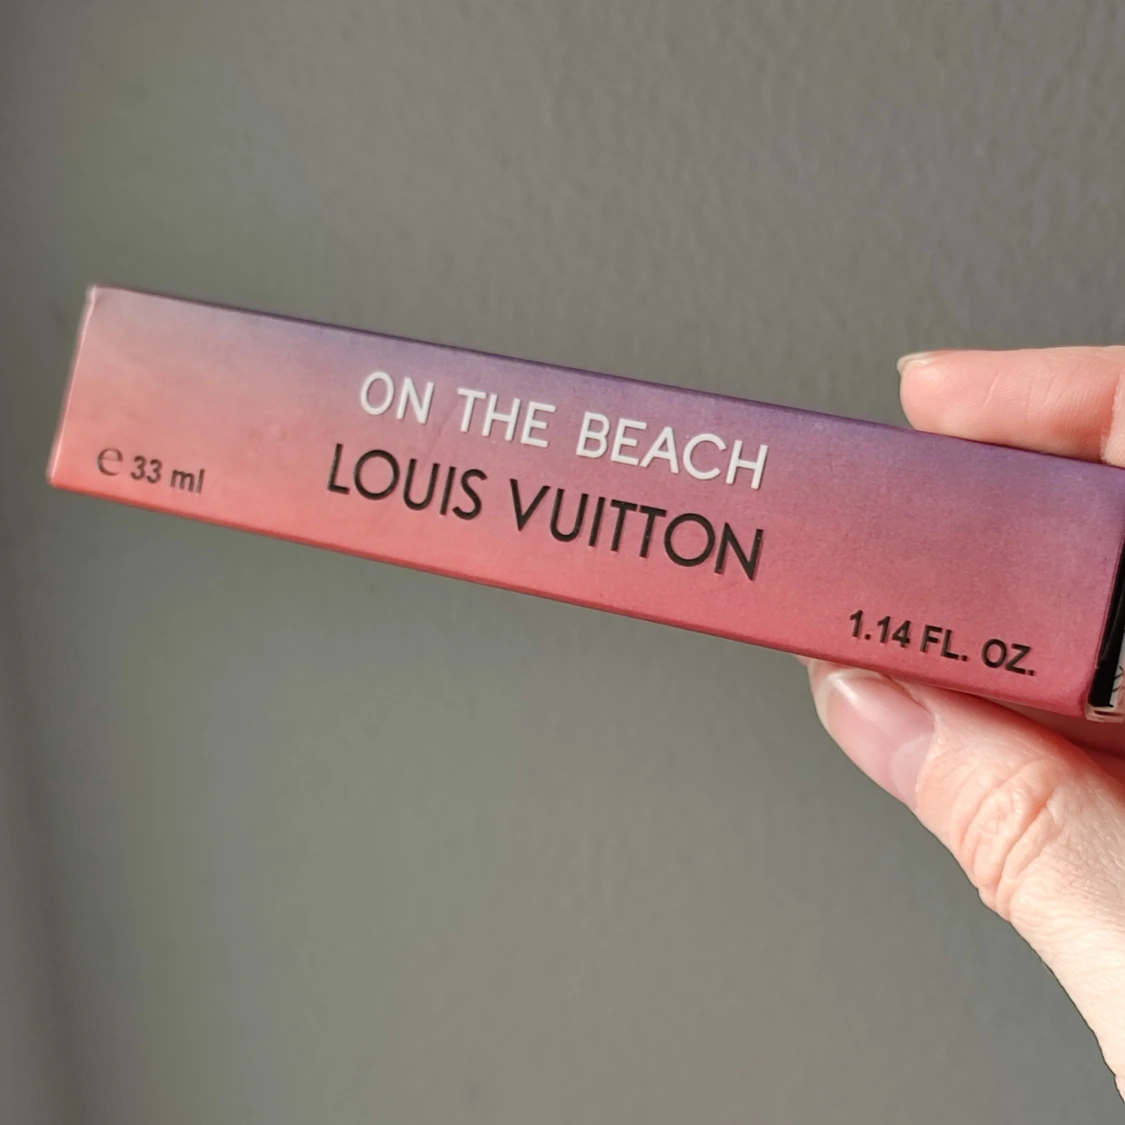 ON THE BEACH
LOUIS VUITTON
e 33 ml
1.14 FL. OZ.